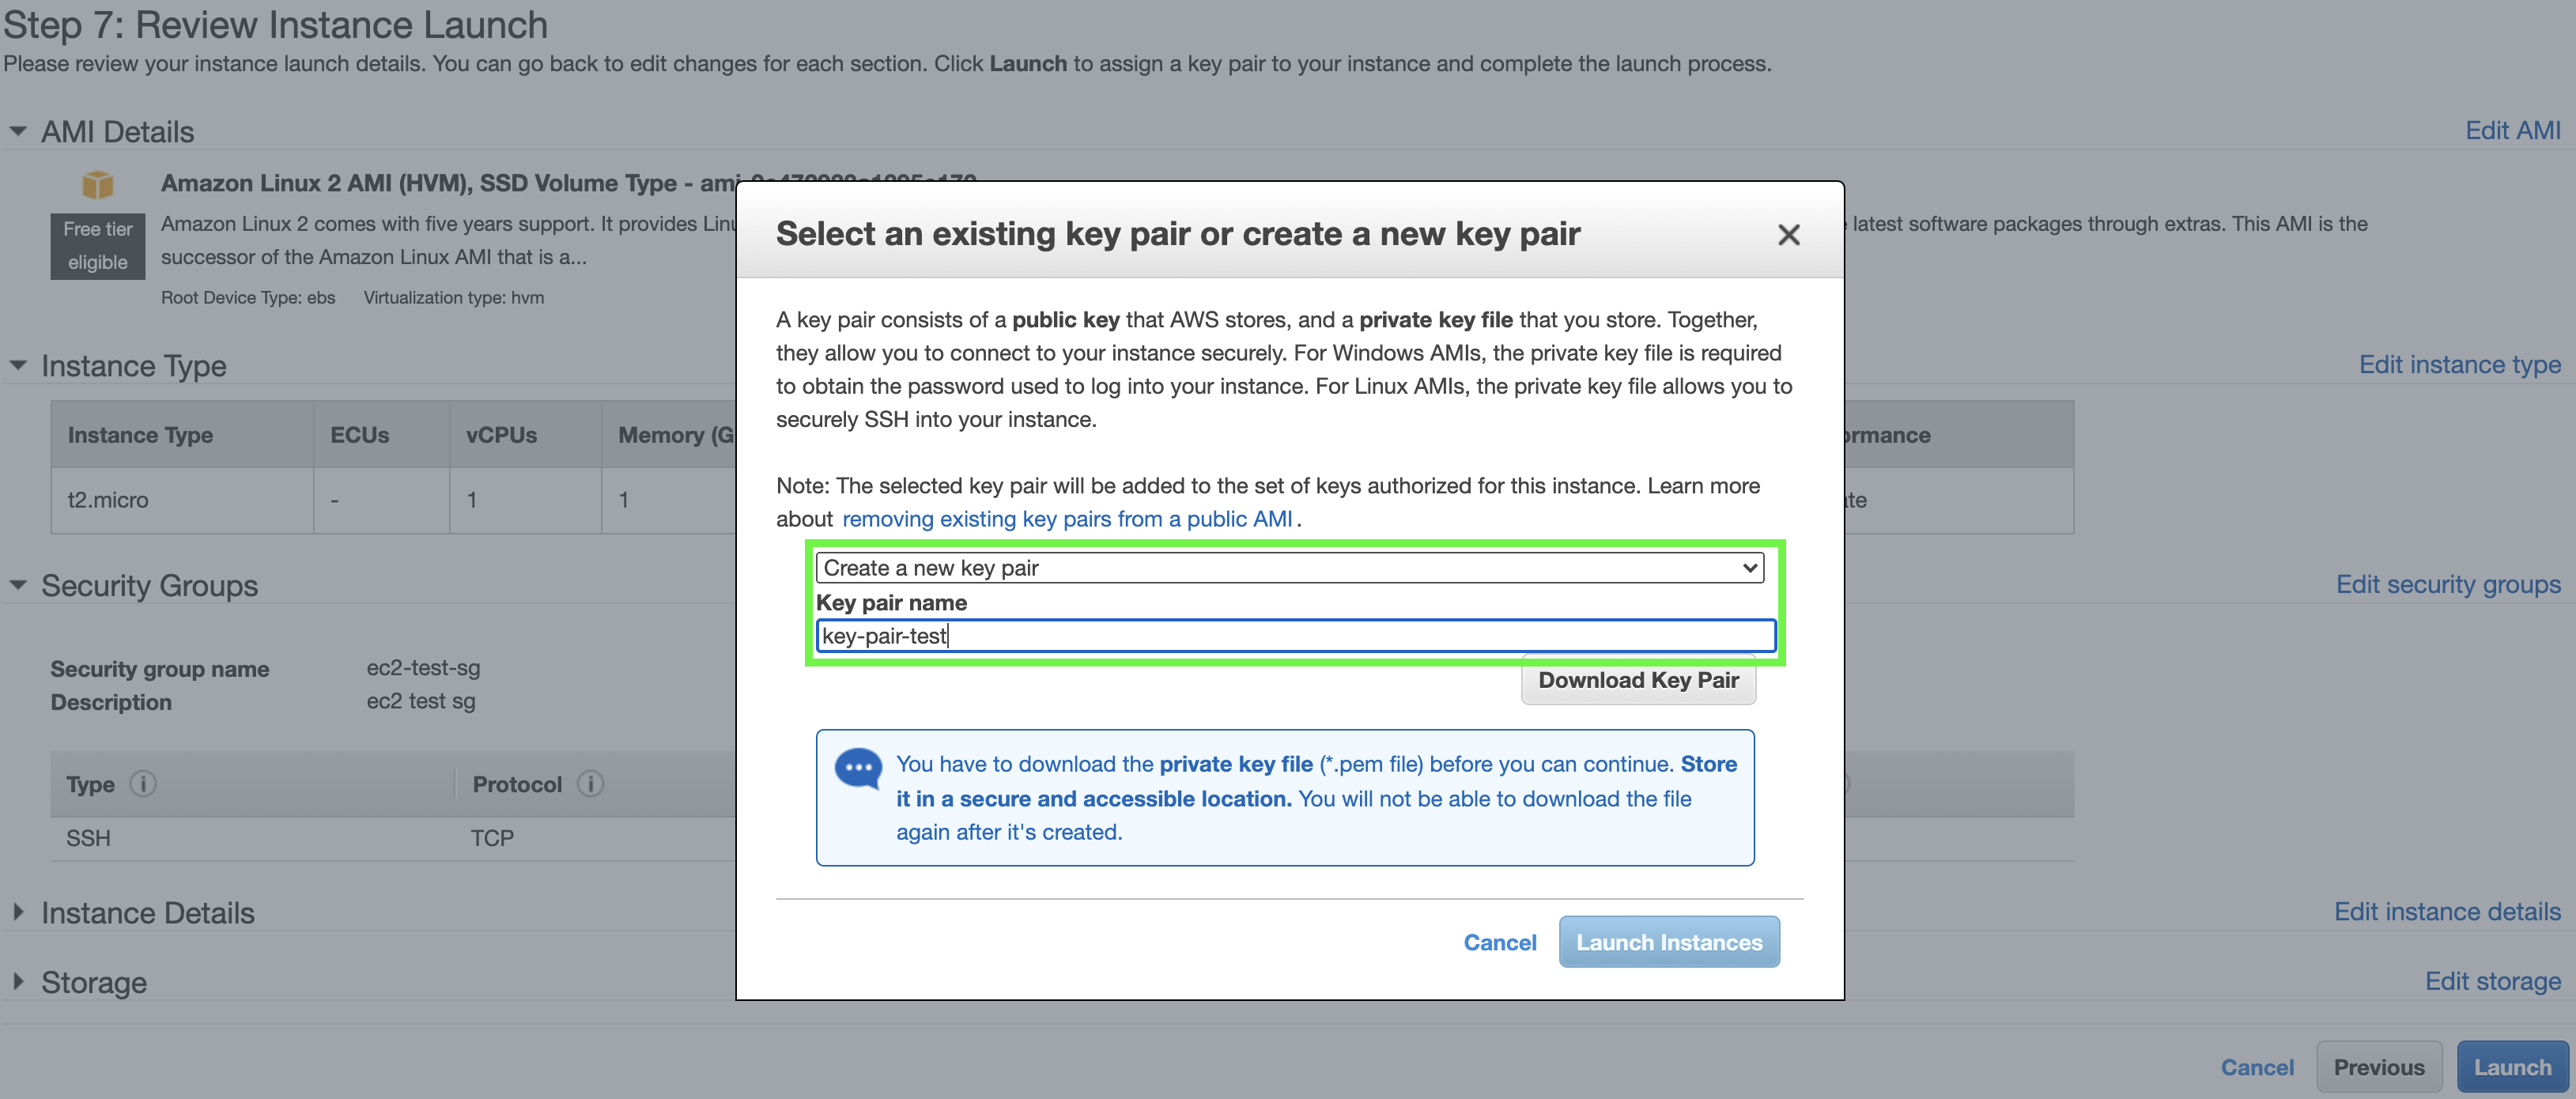 Step 7: Review Instance Launch
Please review your instance launch details. You can go back to edit changes for each section. Click Launch to assign a key pair to your instance and complete the launch process.
AMI Details
Edit AMI
Amazon Linux 2 AMI (HVM), SSD Volume Type -
Free tier
eligible
Amazon Linux 2 comes with five years support. It provides
latest software packages through extras. This AMI is the
successor of the Amazon Linux AMI that is a...
Root Device Type: ebs Virtualization type: hvm
Select an existing key pair or create a new key pair
A key pair consists of a public key that AWS stores, and a private key file that you store. Together,
they allow you to connect to your instance securely. For Windows AMIs, the private key file is required
to obtain the password used to log into your instance. For Linux AMIs, the private key file allows you to
securely SSH into your instance.
Note: The selected key pair will be added to the set of keys authorized for this instance. Learn more
about removing existing key pairs from a public AMI .
Create a new key pair
Key pair name
key-pair-test
Download Key Pair
You have to download the private key file (*.pem file) before you can continue. Store
it in a secure and accessible location. You will not be able to download the file
again after it's created.
Cancel Launch Instances
Instance Type
Edit instance type
Instance Type ECUs vCPUs Memory (G
ormance
t2.micro - 1 1
te
Security Groups
Edit security groups
Security group name ec2-test-sg
Description ec2 test sg
Type i Protocol i
SSH TCP
Instance Details
Edit instance details
Storage
Edit storage
Cancel Previous Launch